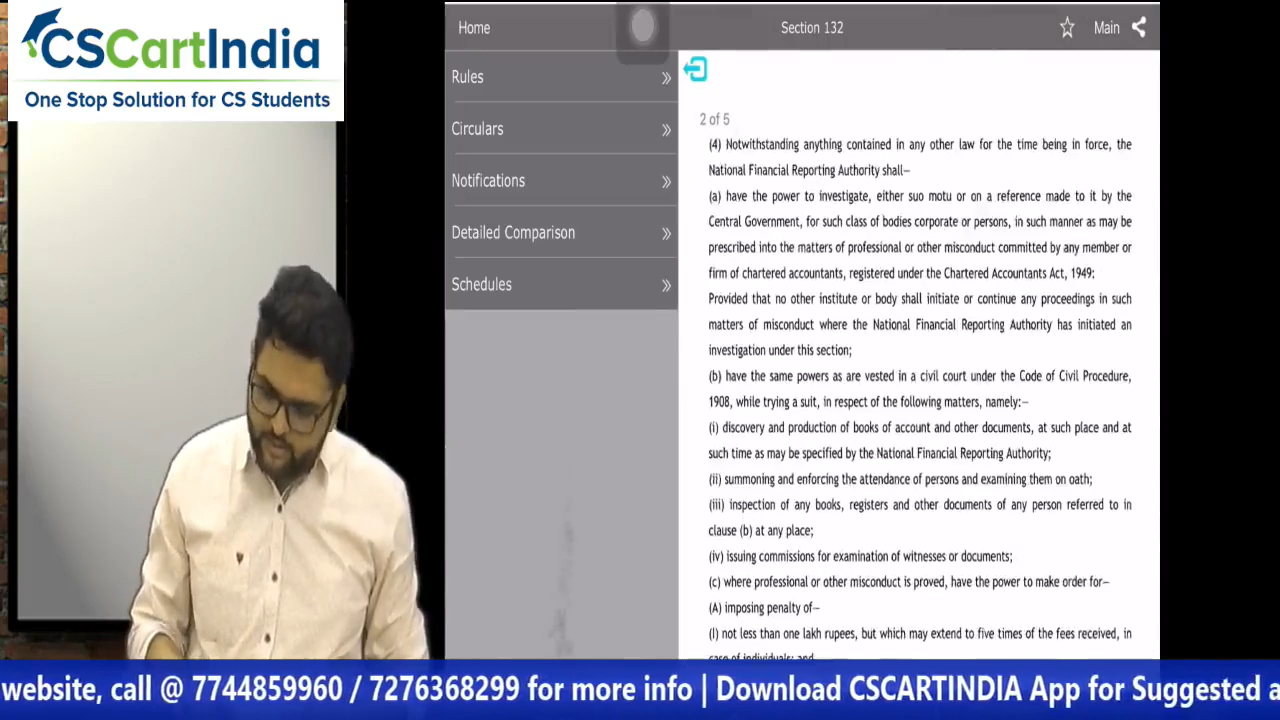 CSCartIndia
One Stop Solution for CS Students
Home
Section 132
Main
Rules
Circulars
Notifications
Detailed Comparison
Schedules
2 of 5
(4) Notwithstanding anything contained in any other law for the time being in force, the
National Financial Reporting Authority shall—
(a) have the power to investigate, either suo motu or on a reference made to it by the
Central Government, for such class of bodies corporate or persons, in such manner as may be
prescribed into the matters of professional or other misconduct committed by any member or
firm of chartered accountants, registered under the Chartered Accountants Act, 1949:
Provided that no other institute or body shall initiate or continue any proceedings in such
matters of misconduct where the National Financial Reporting Authority has initiated an
investigation under this section;
(b) have the same powers as are vested in a civil court under the Code of Civil Procedure,
1908, while trying a suit, in respect of the following matters, namely:—
(i) discovery and production of books of account and other documents, at such place and at
such time as may be specified by the National Financial Reporting Authority;
(ii) summoning and enforcing the attendance of persons and examining them on oath;
(iii) inspection of any books, registers and other documents of any person referred to in
clause (b) at any place;
(iv) issuing commissions for examination of witnesses or documents;
(c) where professional or other misconduct is proved, have the power to make order for—
(A) imposing penalty of—
(I) not less than one lakh rupees, but which may extend to five times of the fees received, in
case of individuals; and
website, call @ 7744859960 / 7276368299 for more info | Download CSCARTINDIA App for Suggested a